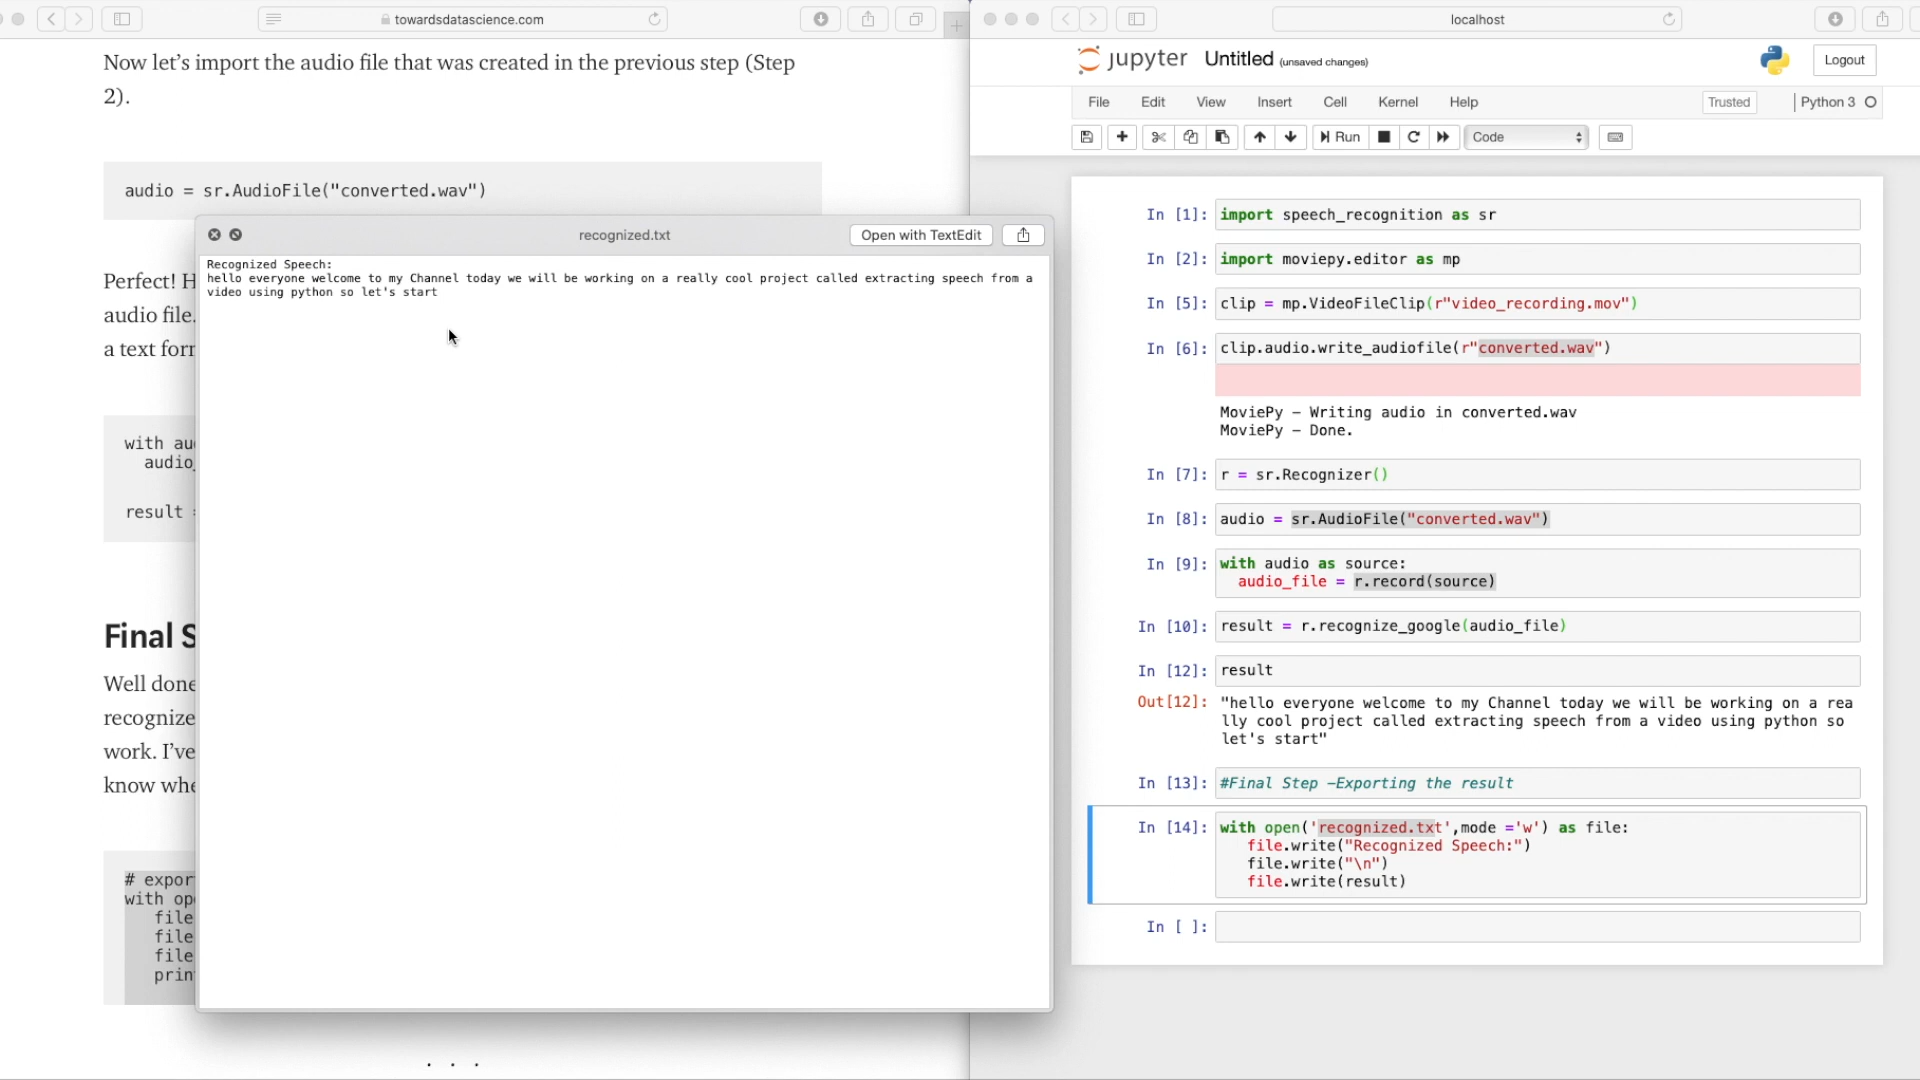 towardsdatascience.com
Now let's import the audio file that was created in the previous step (Step
2).
audio = sr.AudioFile("converted.wav")
Perfect! H
audio file.
a text forr
with au
audio_
result =
Final S
Well done
recognize
work. I've
know whe
# expor
with ope
file
file
file
prin
. . .
recognized.txt
Open with TextEdit
Recognized Speech:
hello everyone welcome to my Channel today we will be working on a really cool project called extracting speech from a
video using python so let's start
localhost
jupyter Untitled (unsaved changes)
Logout
File Edit View Insert Cell Kernel Help
Trusted
Python 3
Run
Code
In [1]: import speech_recognition as sr
In [2]: import moviepy.editor as mp
In [5]: clip = mp.VideoFileClip(r"video_recording.mov")
In [6]: clip.audio.write_audiofile(r"converted.wav")
MoviePy - Writing audio in converted.wav
MoviePy - Done.
In [7]: r = sr.Recognizer()
In [8]: audio = sr.AudioFile("converted.wav")
In [9]: with audio as source:
audio_file = r.record(source)
In [10]: result = r.recognize_google(audio_file)
In [12]: result
Out[12]: "hello everyone welcome to my Channel today we will be working on a rea
lly cool project called extracting speech from a video using python so
let's start"
In [13]: #Final Step -Exporting the result
In [14]: with open('recognized.txt',mode ='w') as file:
file.write("Recognized Speech:")
file.write("\n")
file.write(result)
In [ ]: